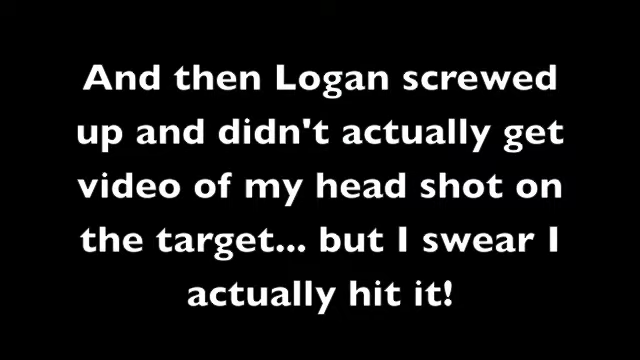 And then Logan screwed
up and didn't actually get
video of my head shot on
the target... but I swear I
actually hit it!